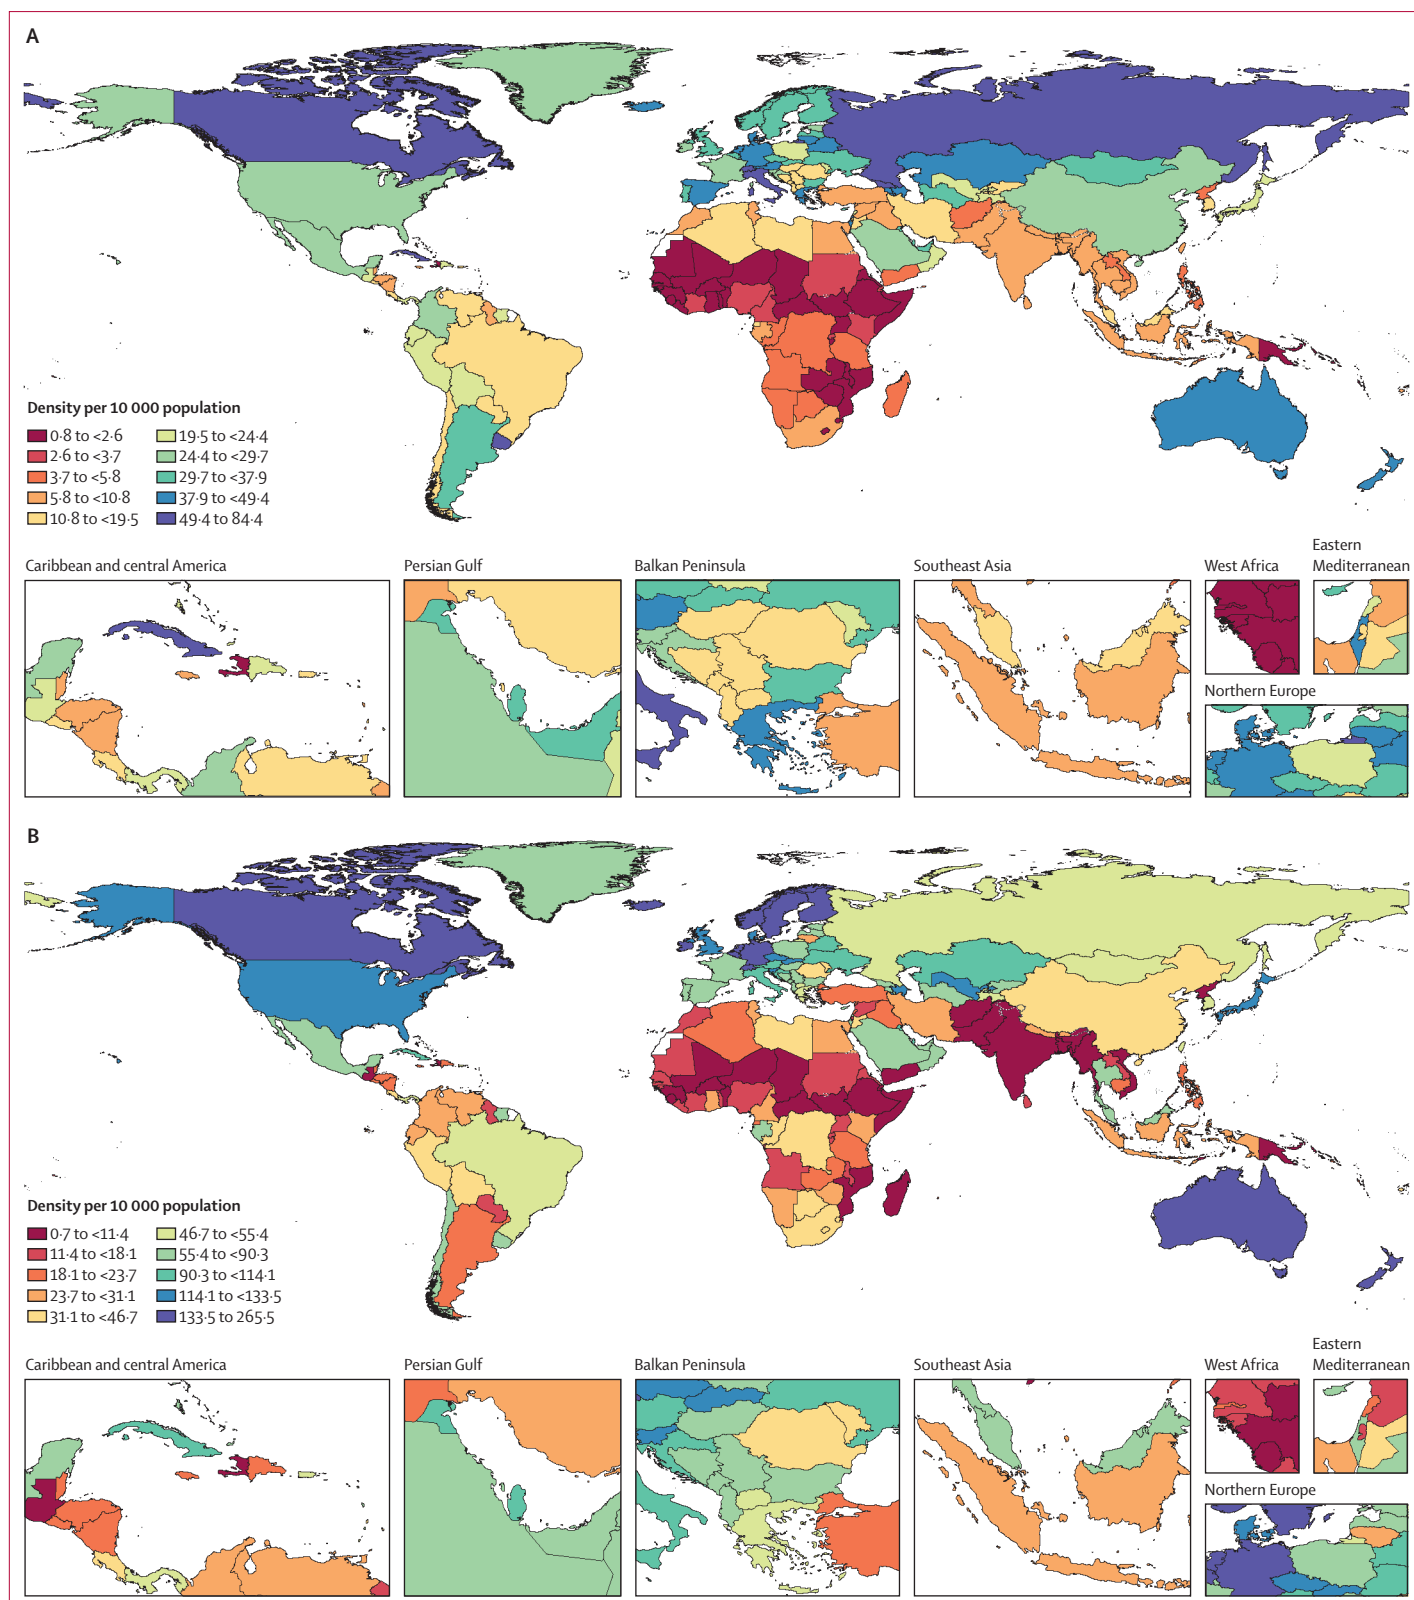 A
Density per 10 000 population
0·8 to <2·6
2·6 to <3·7
3·7 to <5·8
5·8 to <10·8
10·8 to <19·5
19·5 to <24·4
24·4 to <29·7
29·7 to <37·9
37·9 to <49·4
49·4 to 84·4
Caribbean and central America
Persian Gulf
Balkan Peninsula
Southeast Asia
West Africa
Eastern
Mediterranean
Northern Europe
B
Density per 10 000 population
0·7 to <11·4
11·4 to <18·1
18·1 to <23·7
23·7 to <31·1
31·1 to <46·7
46·7 to <55·4
55·4 to <90·3
90·3 to <114·1
114·1 to <133·5
133·5 to 265·5
Caribbean and central America
Persian Gulf
Balkan Peninsula
Southeast Asia
West Africa
Eastern
Mediterranean
Northern Europe